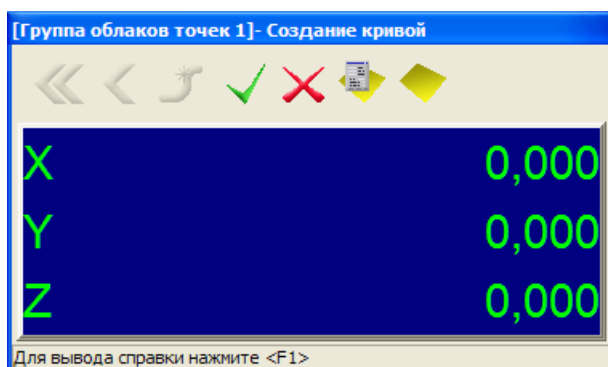 [Группа облаков точек 1]- Создание кривой
X 0,000
Y 0,000
Z 0,000
Для вывода справки нажмите <F1>